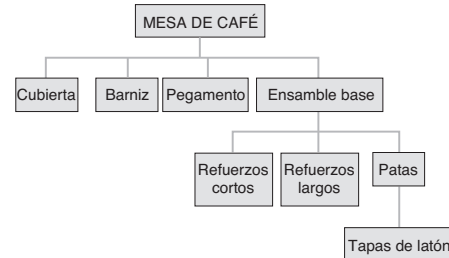 MESA DE CAFÉ
Cubierta
Barniz
Pegamento
Ensamble base
Refuerzos
cortos
Refuerzos
largos
Patas
Tapas de latón